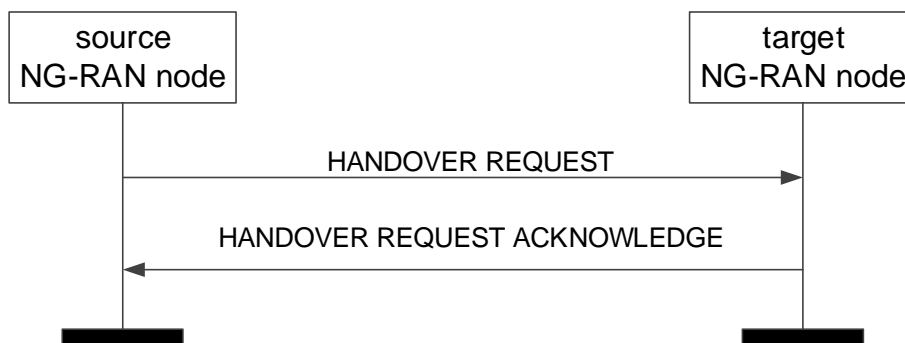 source
NG-RAN node
target
NG-RAN node
HANDOVER REQUEST
HANDOVER REQUEST ACKNOWLEDGE